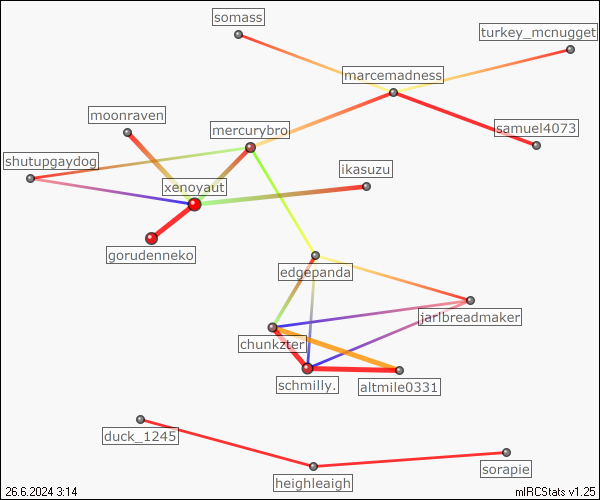 somass
turkey_mcnugget
marcemadness
moonraven
mercurybro
samuel4073
shutupgaydog
ikasuzu
xenoyaut
gorudenneko
edgepanda
jarlbreadmaker
chunkzter
schmilly.
altmile0331
duck_1245
sorapie
heighleaigh
26.6.2024 3:14
mIRCStats v1.25